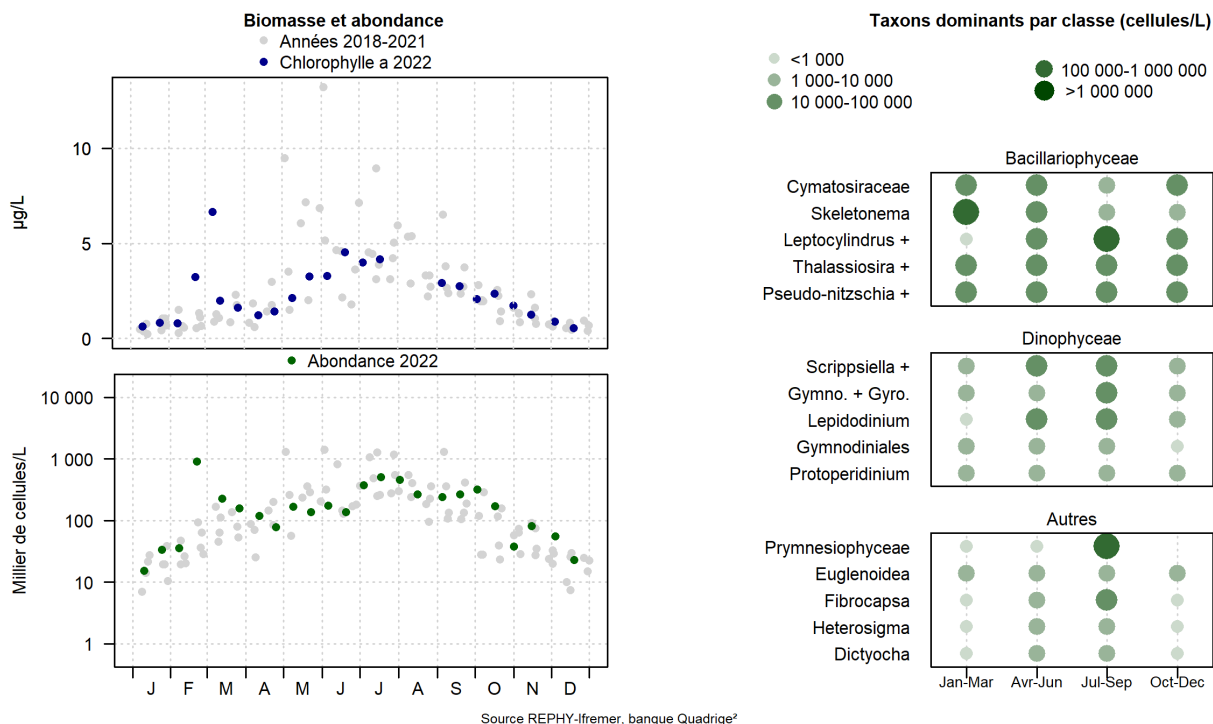 Biomasse et abondance
Années 2018-2021
Chlorophylle a 2022
10
5
0
µg/L
Abondance 2022
10 000
1 000
100
10
1
Millier de cellules/L
J F M A M J J A S O N D
Taxons dominants par classe (cellules/L)
<1 000
1 000-10 000
10 000-100 000
100 000-1 000 000
>1 000 000
Bacillariophyceae
Cymatosiraceae
Skeletonema
Leptocylindrus +
Thalassiosira +
Pseudo-nitzschia +
Dinophyceae
Scrippsiella +
Gymno. + Gyro.
Lepidodinium
Gymnodiniales
Protoperidinium
Autres
Prymnesiophyceae
Euglenoidea
Fibrocapsa
Heterosigma
Dictyocha
Jan-Mar Avr-Jun Jul-Sep Oct-Dec
Source REPHY-Ifremer, banque Quadrige²